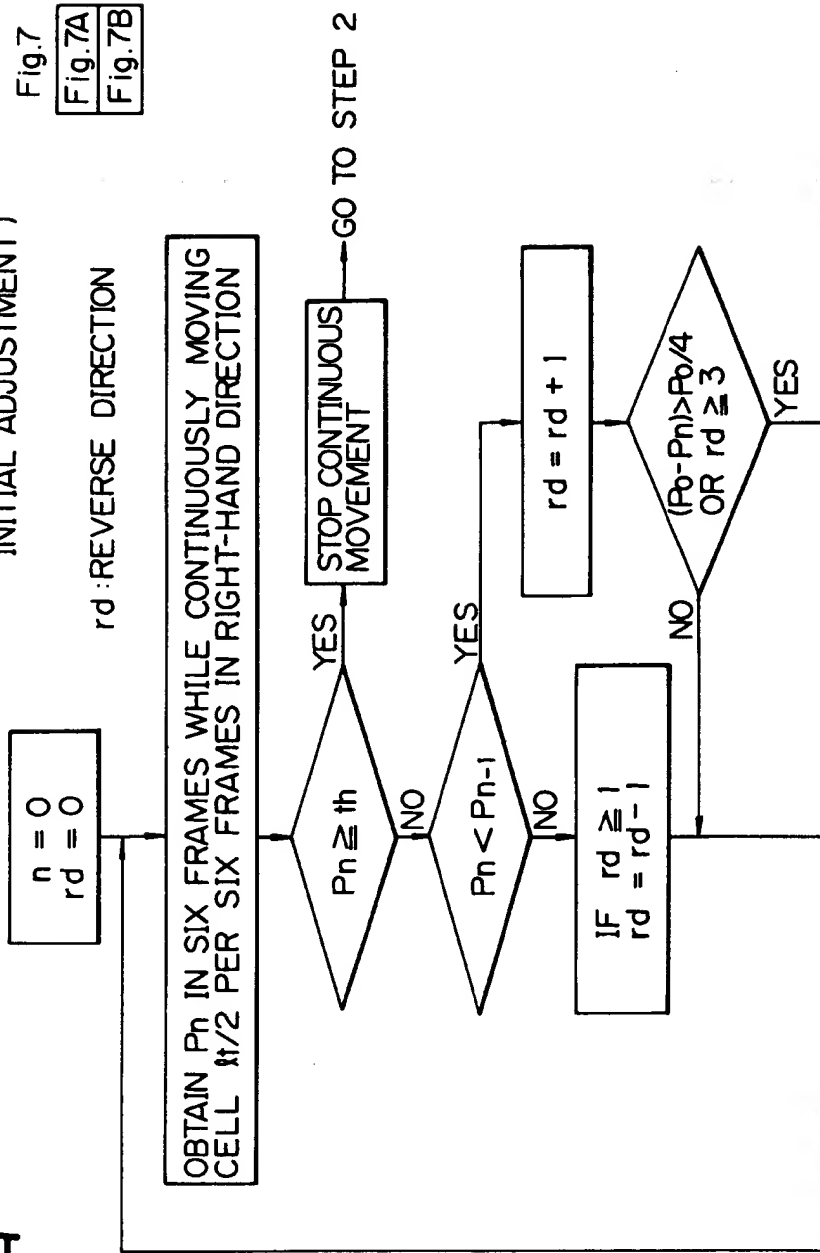 Fig.7
Fig.7A
Fig.7B
INITIAL ADJUSTMENT )
rd :REVERSE DIRECTION
n = 0
rd = 0
OBTAIN Pn IN SIX FRAMES WHILE CONTINUOUSLY MOVING
CELL ℓt/2 PER SIX FRAMES IN RIGHT-HAND DIRECTION
Pn ≧ th
YES
STOP CONTINUOUS
MOVEMENT
GO TO STEP 2
NO
Pn < Pn-1
YES
rd = rd + 1
NO
IF rd ≧ 1
rd = rd - 1
(Po-Pn)>Po/4
OR rd ≧ 3
NO
YES